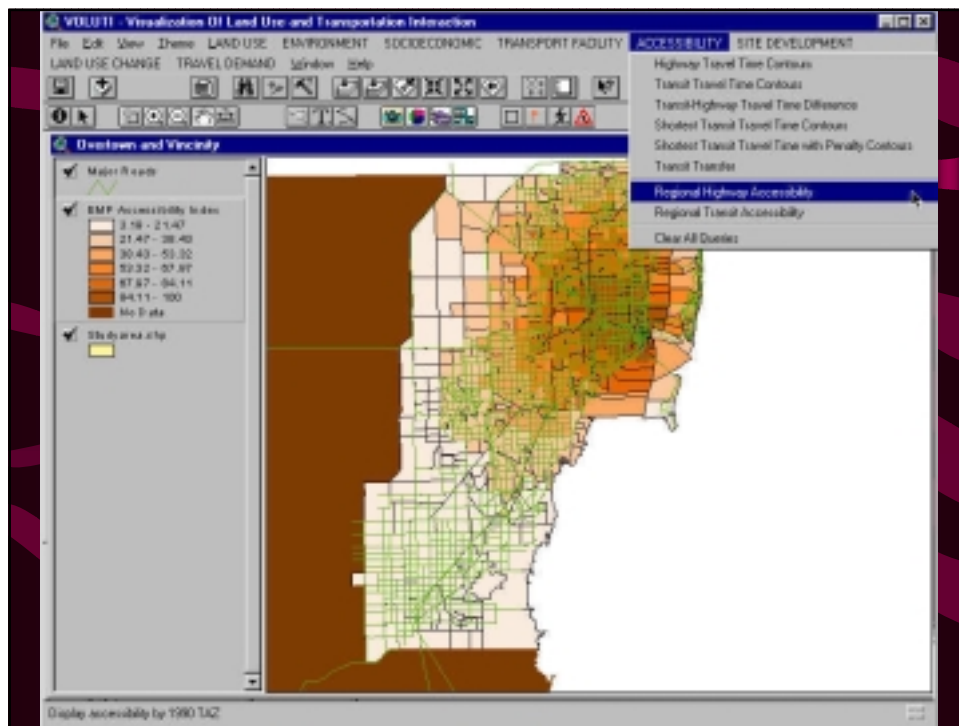 VOLUTI - Visualization Of Land Use and Transportation Interaction
File Edit View Theme LAND USE ENVIRONMENT SOCIOECONOMIC TRANSPORT FACILITY ACCESSIBILITY SITE DEVELOPMENT
LAND USE CHANGE TRAVEL DEMAND Window Help
Highway Travel Time Contours
Transit Travel Time Contours
Transit-Highway Travel Time Difference
Shortest Transit Travel Time Contours
Shortest Transit Travel Time with Penalty Contours
Transit Transfer
Regional Highway Accessibility
Regional Transit Accessibility
Clear All Queries
Overtown and Vincinity
Major Roads
EMP Accessibility Index
3.18 - 21.47
21.47 - 38.43
38.43 - 53.32
53.32 - 67.67
67.67 - 84.11
84.11 - 100
No Data
Studyarea.shp
Display accessibility by 1990 TAZ